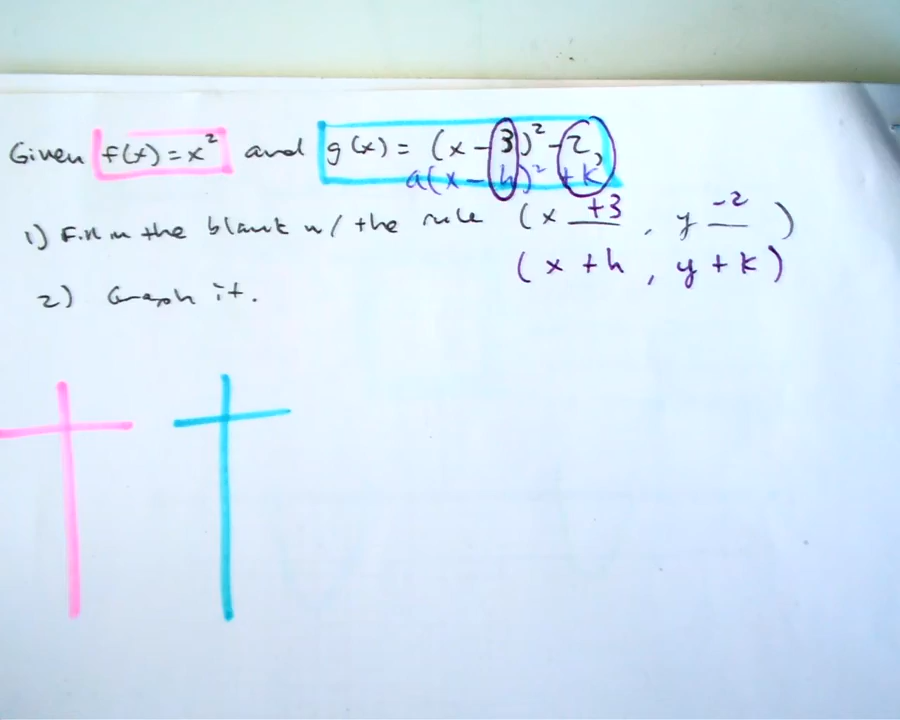 Given f(x) = x² and g(x) = (x - 3)² - 2,
a(x - h)² + k
1) Fill in the blank w/ the rule (x +3 , y -2 )
(x + h , y + k)
2) Graph it.